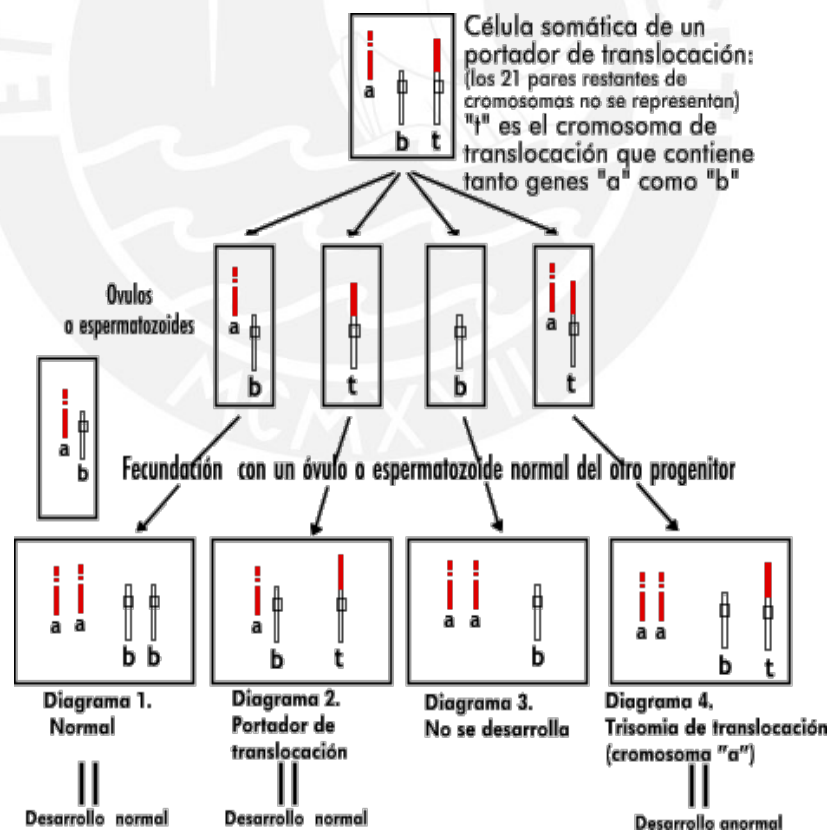 Célula somática de un
portador de translocación:
(los 21 pares restantes de
cromosomas no se representan)
"t" es el cromosoma de
translocación que contiene
tanto genes "a" como "b"
a
b t
Ovulos
o espermatozoides
a
b
t
b
a
t
a
b
Fecundación con un óvulo o espermatozoide normal del otro progenitor
a a
b b
a
b
t
a a
b
a a
b
t
Diagrama 1.
Normal
Diagrama 2.
Portador de
translocación
Diagrama 3.
No se desarrolla
Diagrama 4.
Trisomia de translocación
(cromosoma "a")
Desarrollo normal
Desarrollo normal
Desarrollo anormal
MCMXVII